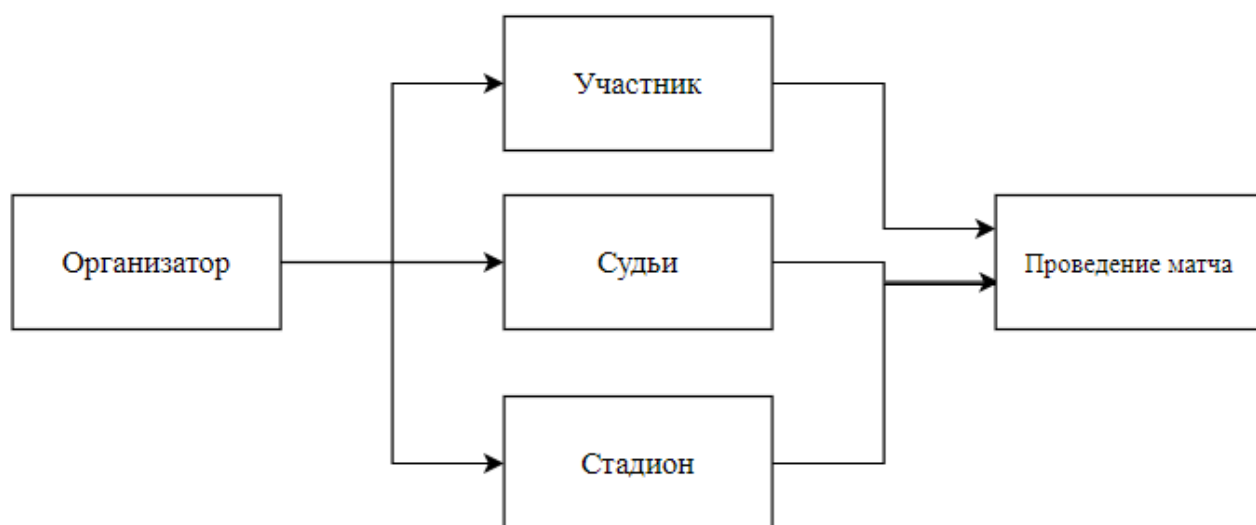 Участник
Организатор
Судьи
Проведение матча
Стадион